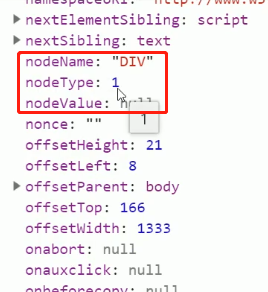 namespaceURI: "http://www.w3
▸ nextElementSibling: script
▸ nextSibling: text
nodeName: "DIV"
nodeType: 1
nodeValue: null
1
nonce: ""
offsetHeight: 21
offsetLeft: 8
▸ offsetParent: body
offsetTop: 166
offsetWidth: 1333
onabort: null
onauxclick: null
onbeforecopy: null